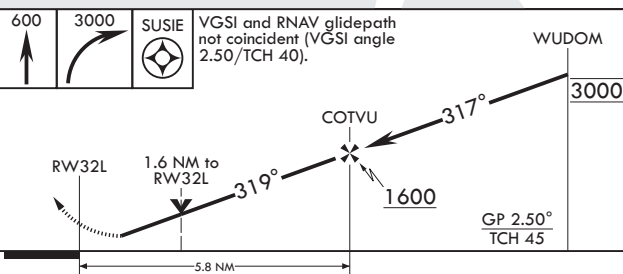 600
3000
SUSIE
VGSI and RNAV glidepath
not coincident (VGSI angle
2.50/TCH 40).
WUDOM
3000
317°
COTVU
RW32L
1.6 NM to
RW32L
319°
1600
GP 2.50°
TCH 45
5.8 NM